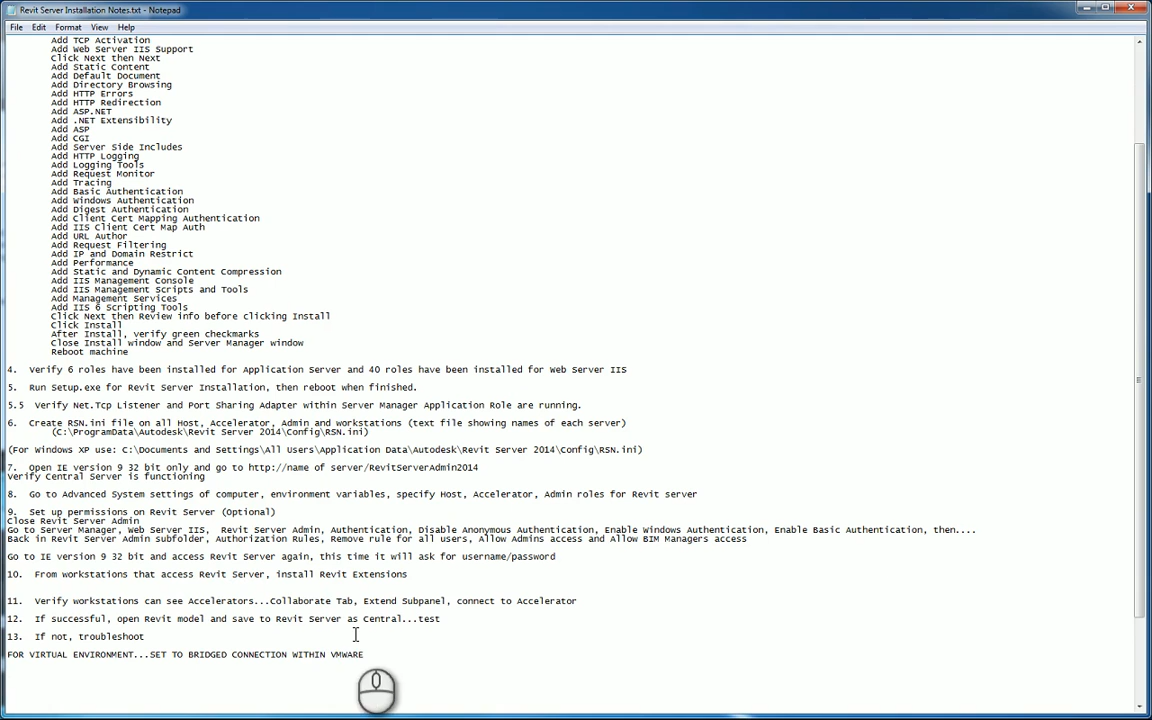 Revit Server Installation Notes.txt - Notepad
File Edit Format View Help
Add TCP Activation
Add Web Server IIS Support
Click Next then Next
Add Static Content
Add Default Document
Add Directory Browsing
Add HTTP Errors
Add HTTP Redirection
Add ASP.NET
Add .NET Extensibility
Add ASP
Add CGI
Add Server Side Includes
Add HTTP Logging
Add Logging Tools
Add Request Monitor
Add Tracing
Add Basic Authentication
Add Windows Authentication
Add Digest Authentication
Add Client Cert Mapping Authentication
Add IIS Client Cert Map Auth
Add URL Author
Add Request Filtering
Add IP and Domain Restrict
Add Performance
Add Static and Dynamic Content Compression
Add IIS Management Console
Add IIS Management Scripts and Tools
Add Management Services
Add IIS 6 Scripting Tools
Click Next then Review info before clicking Install
Click Install
After Install, verify green checkmarks
Close Install window and Server Manager window
Reboot machine
4. Verify 6 roles have been installed for Application Server and 40 roles have been installed for Web Server IIS
5. Run Setup.exe for Revit Server Installation, then reboot when finished.
5.5 Verify Net.Tcp Listener and Port Sharing Adapter within Server Manager Application Role are running.
6. Create RSN.ini file on all Host, Accelerator, Admin and workstations (text file showing names of each server)
(C:\ProgramData\Autodesk\Revit Server 2014\Config\RSN.ini)
(For Windows XP use: C:\Documents and Settings\All Users\Application Data\Autodesk\Revit Server 2014\Config\RSN.ini)
7. Open IE version 9 32 bit only and go to http://name of server/RevitServerAdmin2014
Verify Central Server is functioning
8. Go to Advanced System settings of computer, environment variables, specify Host, Accelerator, Admin roles for Revit server
9. Set up permissions on Revit Server (Optional)
Close Revit Server Admin
Go to Server Manager, Web Server IIS, Revit Server Admin, Authentication, Disable Anonymous Authentication, Enable Windows Authentication, Enable Basic Authentication, then....
Back in Revit Server Admin subfolder, Authorization Rules, Remove rule for all users, Allow Admins access and Allow BIM Managers access
Go to IE version 9 32 bit and access Revit Server again, this time it will ask for username/password
10. From workstations that access Revit Server, install Revit Extensions
11. Verify workstations can see Accelerators...Collaborate Tab, Extend Subpanel, connect to Accelerator
12. If successful, open Revit model and save to Revit Server as Central...test
13. If not, troubleshoot
FOR VIRTUAL ENVIRONMENT...SET TO BRIDGED CONNECTION WITHIN VMWARE